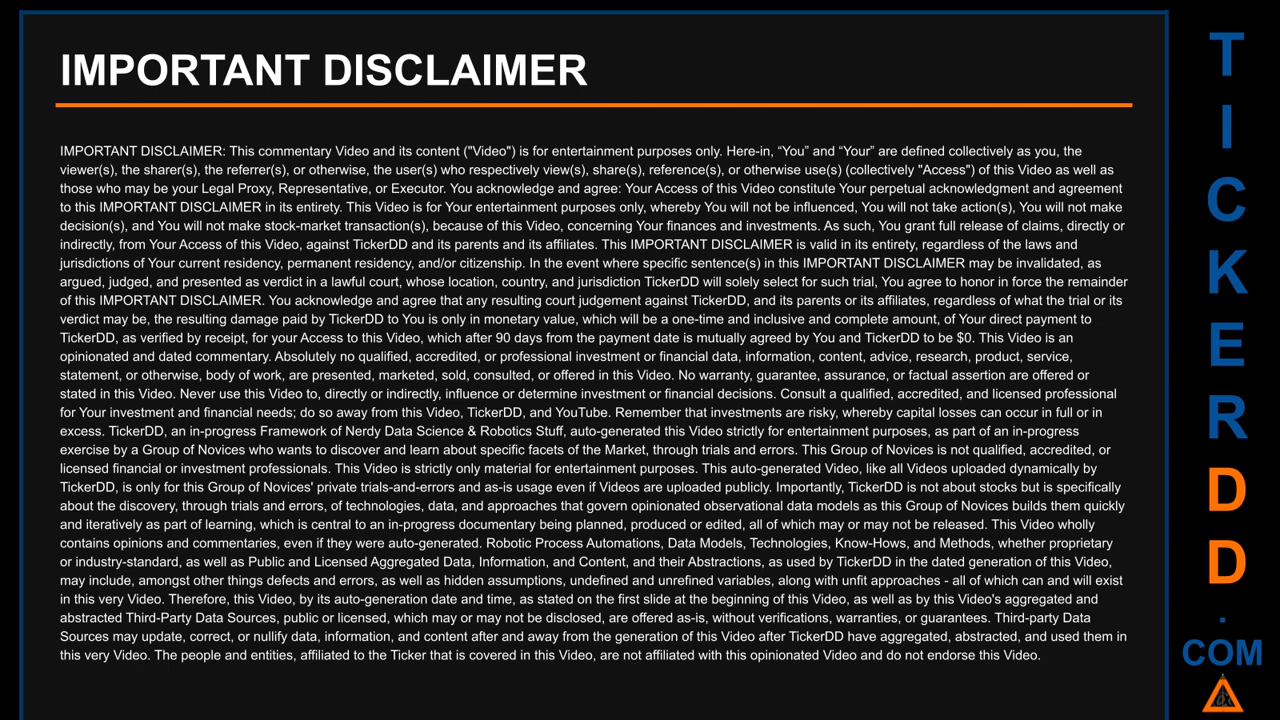 IMPORTANT DISCLAIMER
IMPORTANT DISCLAIMER: This commentary Video and its content ("Video") is for entertainment purposes only. Here-in, “You” and “Your” are defined collectively as you, the
viewer(s), the sharer(s), the referrer(s), or otherwise, the user(s) who respectively view(s), share(s), reference(s), or otherwise use(s) (collectively "Access") of this Video as well as
those who may be your Legal Proxy, Representative, or Executor. You acknowledge and agree: Your Access of this Video constitute Your perpetual acknowledgment and agreement
to this IMPORTANT DISCLAIMER in its entirety. This Video is for Your entertainment purposes only, whereby You will not be influenced, You will not take action(s), You will not make
decision(s), and You will not make stock-market transaction(s), because of this Video, concerning Your finances and investments. As such, You grant full release of claims, directly or
indirectly, from Your Access of this Video, against TickerDD and its parents and its affiliates. This IMPORTANT DISCLAIMER is valid in its entirety, regardless of the laws and
jurisdictions of Your current residency, permanent residency, and/or citizenship. In the event where specific sentence(s) in this IMPORTANT DISCLAIMER may be invalidated, as
argued, judged, and presented as verdict in a lawful court, whose location, country, and jurisdiction TickerDD will solely select for such trial, You agree to honor in force the remainder
of this IMPORTANT DISCLAIMER. You acknowledge and agree that any resulting court judgement against TickerDD, and its parents or its affiliates, regardless of what the trial or its
verdict may be, the resulting damage paid by TickerDD to You is only in monetary value, which will be a one-time and inclusive and complete amount, of Your direct payment to
TickerDD, as verified by receipt, for your Access to this Video, which after 90 days from the payment date is mutually agreed by You and TickerDD to be $0. This Video is an
opinionated and dated commentary. Absolutely no qualified, accredited, or professional investment or financial data, information, content, advice, research, product, service,
statement, or otherwise, body of work, are presented, marketed, sold, consulted, or offered in this Video. No warranty, guarantee, assurance, or factual assertion are offered or
stated in this Video. Never use this Video to, directly or indirectly, influence or determine investment or financial decisions. Consult a qualified, accredited, and licensed professional
for Your investment and financial needs; do so away from this Video, TickerDD, and YouTube. Remember that investments are risky, whereby capital losses can occur in full or in
excess. TickerDD, an in-progress Framework of Nerdy Data Science & Robotics Stuff, auto-generated this Video strictly for entertainment purposes, as part of an in-progress
exercise by a Group of Novices who wants to discover and learn about specific facets of the Market, through trials and errors. This Group of Novices is not qualified, accredited, or
licensed financial or investment professionals. This Video is strictly only material for entertainment purposes. This auto-generated Video, like all Videos uploaded dynamically by
TickerDD, is only for this Group of Novices' private trials-and-errors and as-is usage even if Videos are uploaded publicly. Importantly, TickerDD is not about stocks but is specifically
about the discovery, through trials and errors, of technologies, data, and approaches that govern opinionated observational data models as this Group of Novices builds them quickly
and iteratively as part of learning, which is central to an in-progress documentary being planned, produced or edited, all of which may or may not be released. This Video wholly
contains opinions and commentaries, even if they were auto-generated. Robotic Process Automations, Data Models, Technologies, Know-Hows, and Methods, whether proprietary
or industry-standard, as well as Public and Licensed Aggregated Data, Information, and Content, and their Abstractions, as used by TickerDD in the dated generation of this Video,
may include, amongst other things defects and errors, as well as hidden assumptions, undefined and unrefined variables, along with unfit approaches - all of which can and will exist
in this very Video. Therefore, this Video, by its auto-generation date and time, as stated on the first slide at the beginning of this Video, as well as by this Video's aggregated and
abstracted Third-Party Data Sources, public or licensed, which may or may not be disclosed, are offered as-is, without verifications, warranties, or guarantees. Third-party Data
Sources may update, correct, or nullify data, information, and content after and away from the generation of this Video after TickerDD have aggregated, abstracted, and used them in
this very Video. The people and entities, affiliated to the Ticker that is covered in this Video, are not affiliated with this opinionated Video and do not endorse this Video.
T
I
C
K
E
R
D
D
.
COM